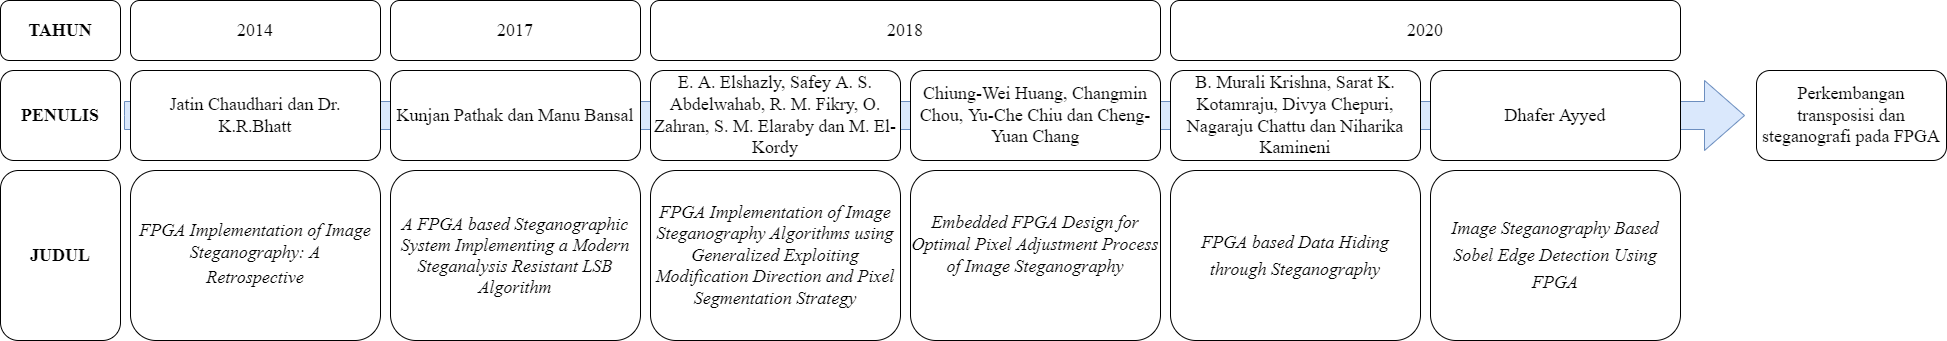 TAHUN
2014
2017
2018
2020
PENULIS
Jatin Chaudhari dan Dr.
K.R.Bhatt
Kunjan Pathak dan Manu Bansal
E. A. Elshazly, Safey A. S.
Abdelwahab, R. M. Fikry, O.
Zahran, S. M. Elaraby dan M. El-
Kordy
Chiung-Wei Huang, Changmin
Chou, Yu-Che Chiu dan Cheng-
Yuan Chang
B. Murali Krishna, Sarat K.
Kotamraju, Divya Chepuri,
Nagaraju Chattu dan Niharika
Kamineni
Dhafer Ayyed
Perkembangan
transposisi dan
steganografi pada FPGA
JUDUL
FPGA Implementation of Image
Steganography: A
Retrospective
A FPGA based Steganographic
System Implementing a Modern
Steganalysis Resistant LSB
Algorithm
FPGA Implementation of Image
Steganography Algorithms using
Generalized Exploiting
Modification Direction and Pixel
Segmentation Strategy
Embedded FPGA Design for
Optimal Pixel Adjustment Process
of Image Steganography
FPGA based Data Hiding
through Steganography
Image Steganography Based
Sobel Edge Detection Using
FPGA